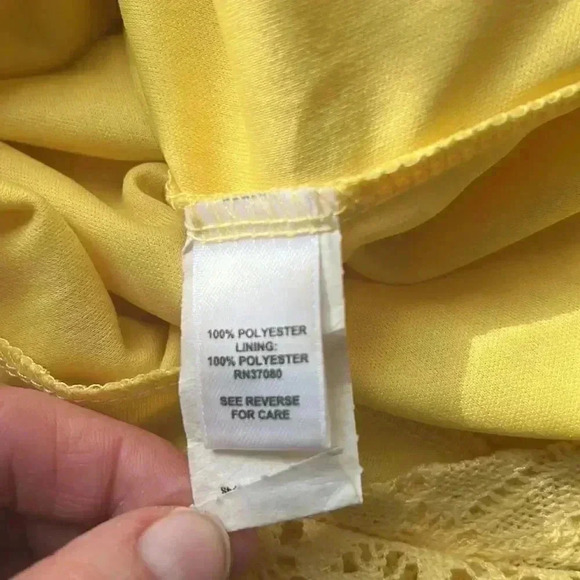 100% POLYESTER
LINING:
100% POLYESTER
RN37080
SEE REVERSE
FOR CARE